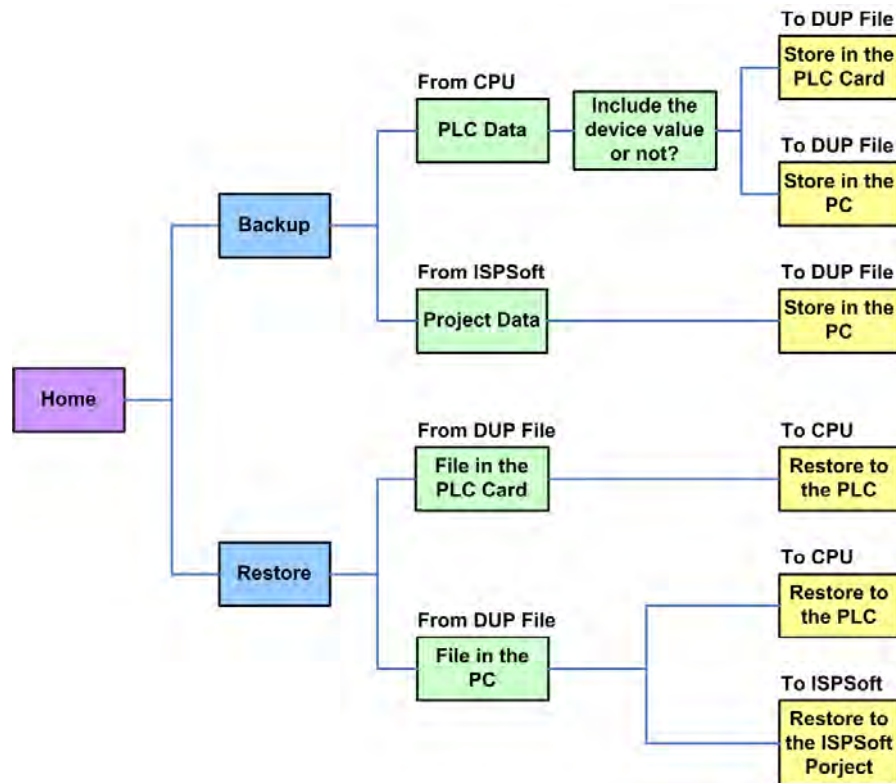 To DUP File
Store in the
PLC Card
From CPU
PLC Data
Include the
device value
or not?
To DUP File
Store in the
PC
Backup
From ISPSoft
Project Data
To DUP File
Store in the
PC
Home
From DUP File
File in the
PLC Card
To CPU
Restore to
the PLC
Restore
From DUP File
File in the
PC
To CPU
Restore to
the PLC
To ISPSoft
Restore to
the ISPSoft
Porject